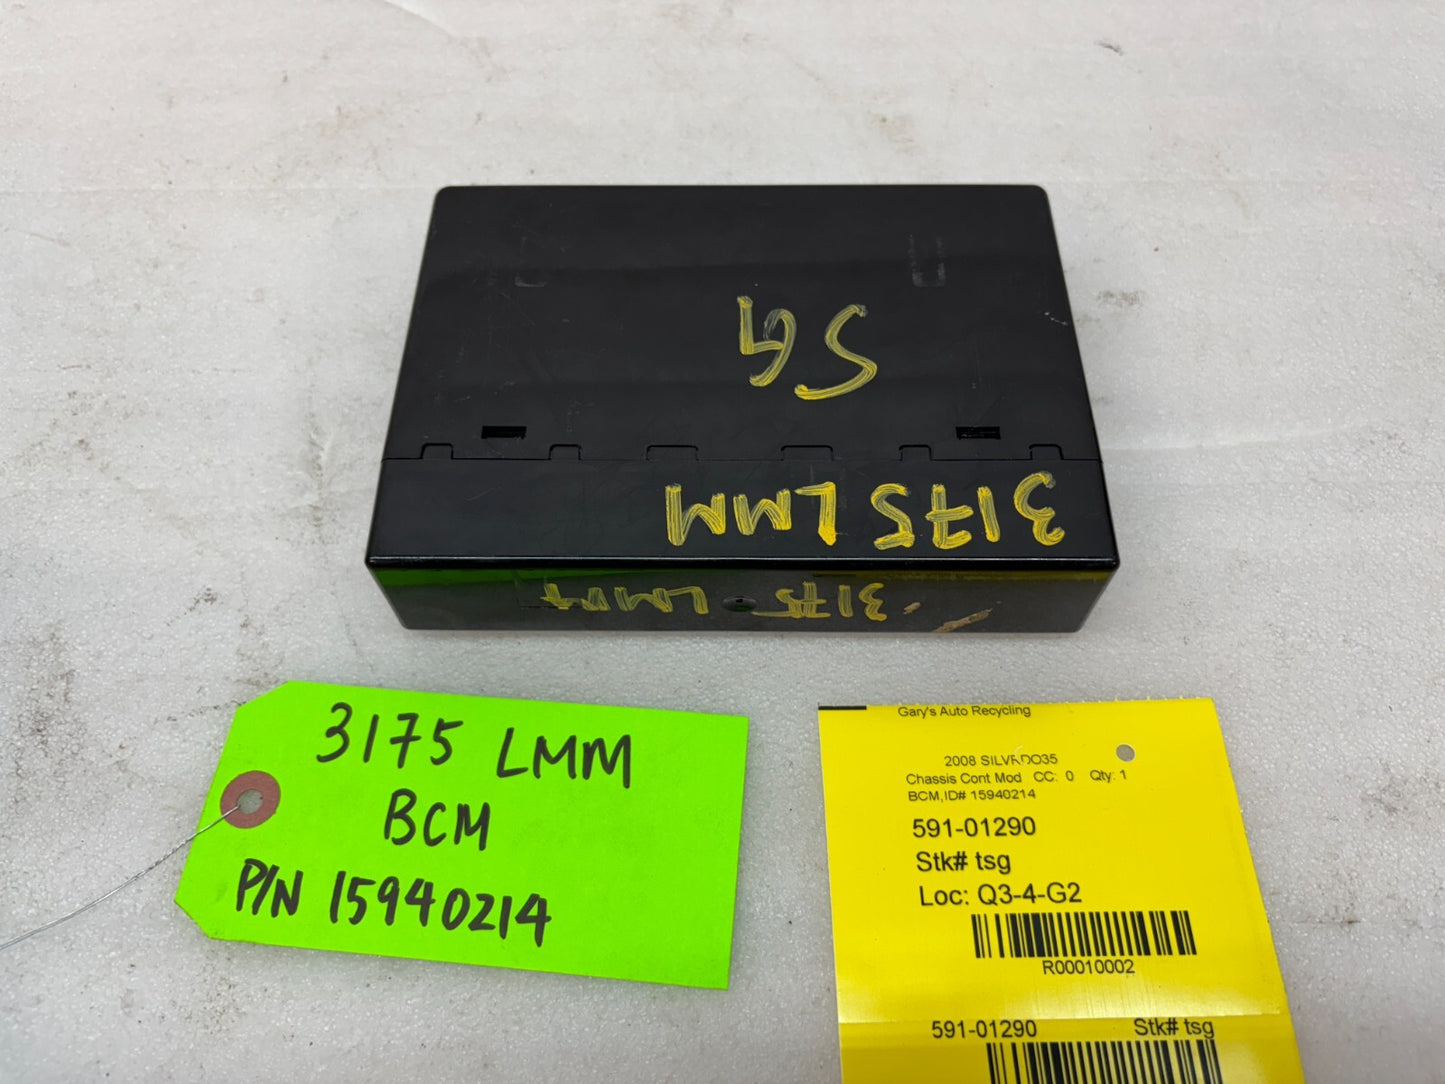 SG
3175 LMM
3175 LMM
3175 LMM
BCM
P/N 15940214
Gary's Auto Recycling
2008 SILVRDO35
Chassis Cont Mod CC: 0 Qty: 1
BCM,ID# 15940214
591-01290
Stk# tsg
Loc: Q3-4-G2
R00010002
591-01290 Stk# tsg